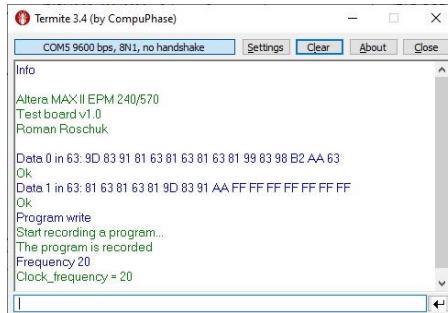 Termite 3.4 (by CompuPhase)
COM5 9600 bps, 8N1, no handshake
Settings
Clear
About
Close
Info
Altera MAX II EPM 240/570
Test board v1.0
Roman Roschuk
Data 0 in 63: 9D 83 91 81 63 81 63 81 63 81 99 83 98 B2 AA 63
Ok
Data 1 in 63: 81 63 81 63 81 9D 83 91 AA FF FF FF FF FF FF FF
Ok
Program write
Start recording a program...
The program is recorded
Frequency 20
Clock_frequency = 20